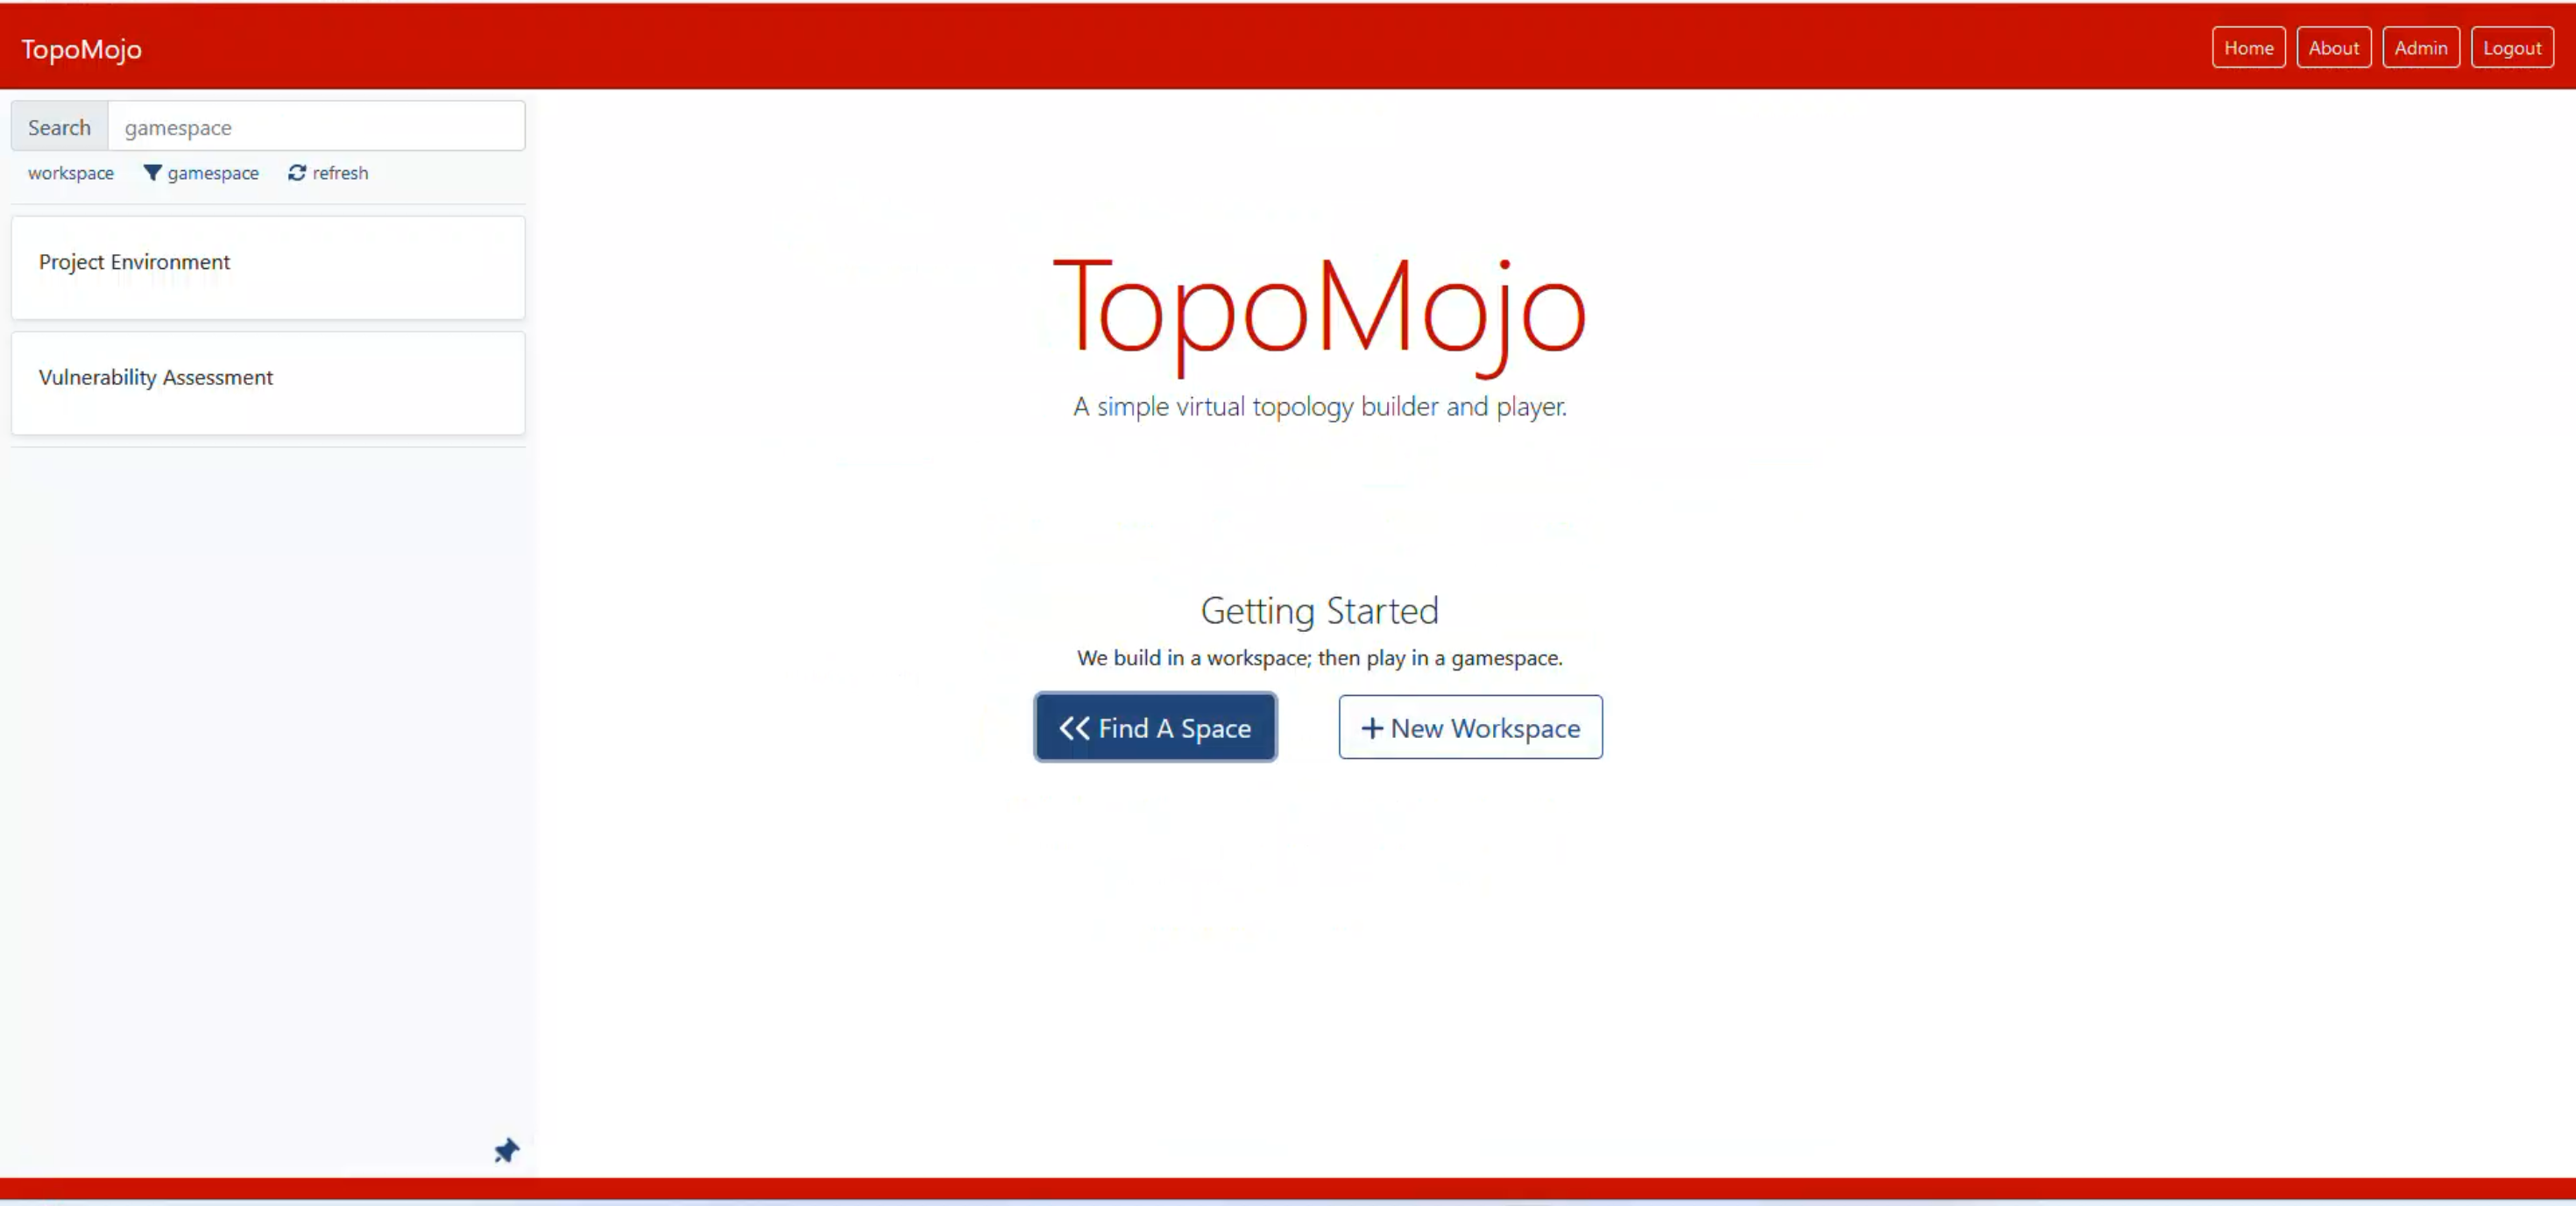 TopoMojo
Home About Admin Logout
Search gamespace
workspace gamespace refresh
Project Environment
Vulnerability Assessment
TopoMojo
A simple virtual topology builder and player.
Getting Started
We build in a workspace; then play in a gamespace.
Find A Space
New Workspace